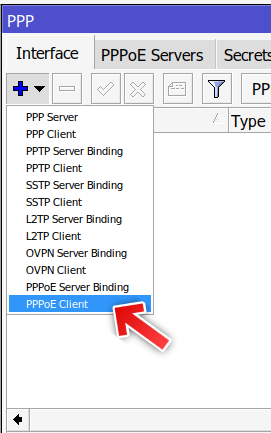 PPP
Interface PPPoE Servers Secrets
PP
Type
PPP Server
PPP Client
PPTP Server Binding
PPTP Client
SSTP Server Binding
SSTP Client
L2TP Server Binding
L2TP Client
OVPN Server Binding
OVPN Client
PPPoE Server Binding
PPPoE Client